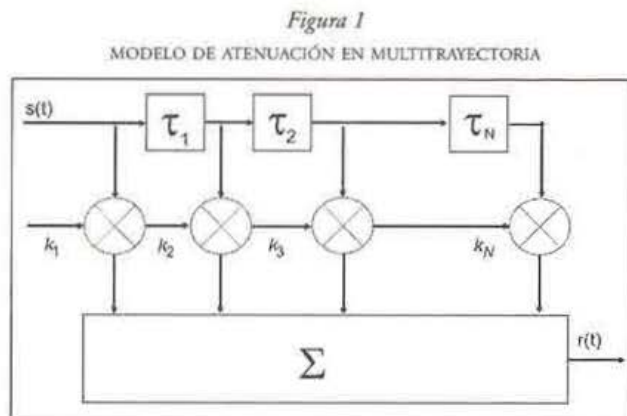 Figura 1
MODELO DE ATENUACIÓN EN MULTITRAYECTORIA
s(t)
τ1 τ2 τN
k1 k2 k3 kN
Σ
r(t)